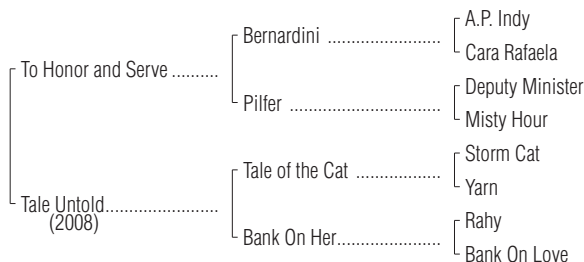 A.P. Indy
Bernardini ........................
Cara Rafaela
To Honor and Serve ..........
Deputy Minister
Pilfer ................................
Misty Hour
Storm Cat
Tale of the Cat ..................
Yarn
Tale Untold........................
(2008)
Rahy
Bank On Her......................
Bank On Love